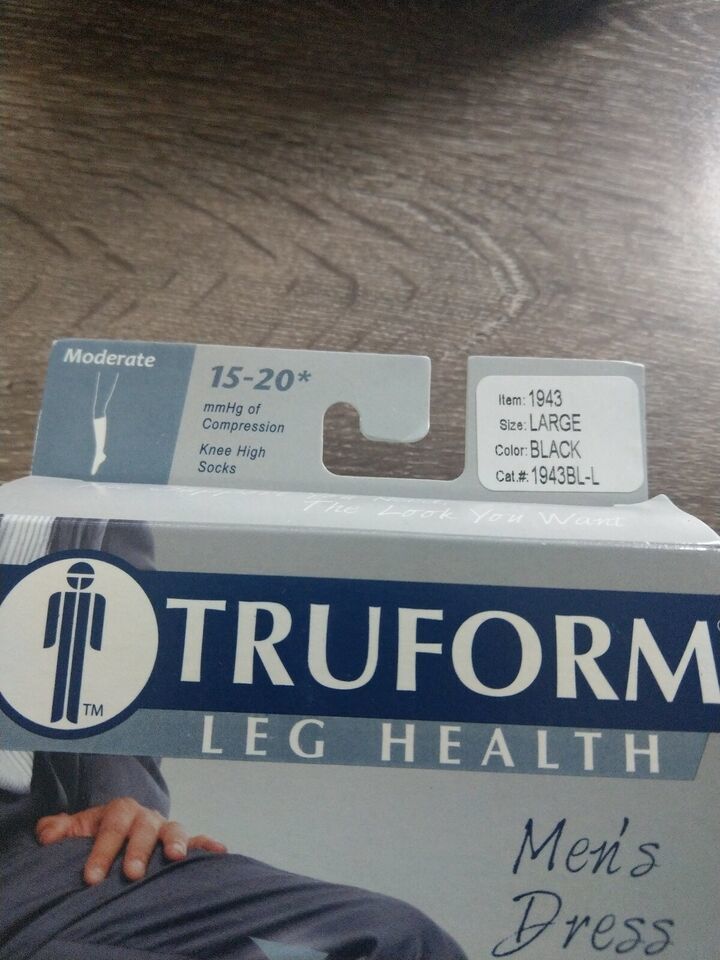 Moderate
15-20*
mmHg of
Compression
Knee High
Socks
Item: 1943
Size: LARGE
Color: BLACK
Cat.#: 1943BL-L
The Look You Want
TRUFORM
TM
LEG HEALTH
Men's
Dress